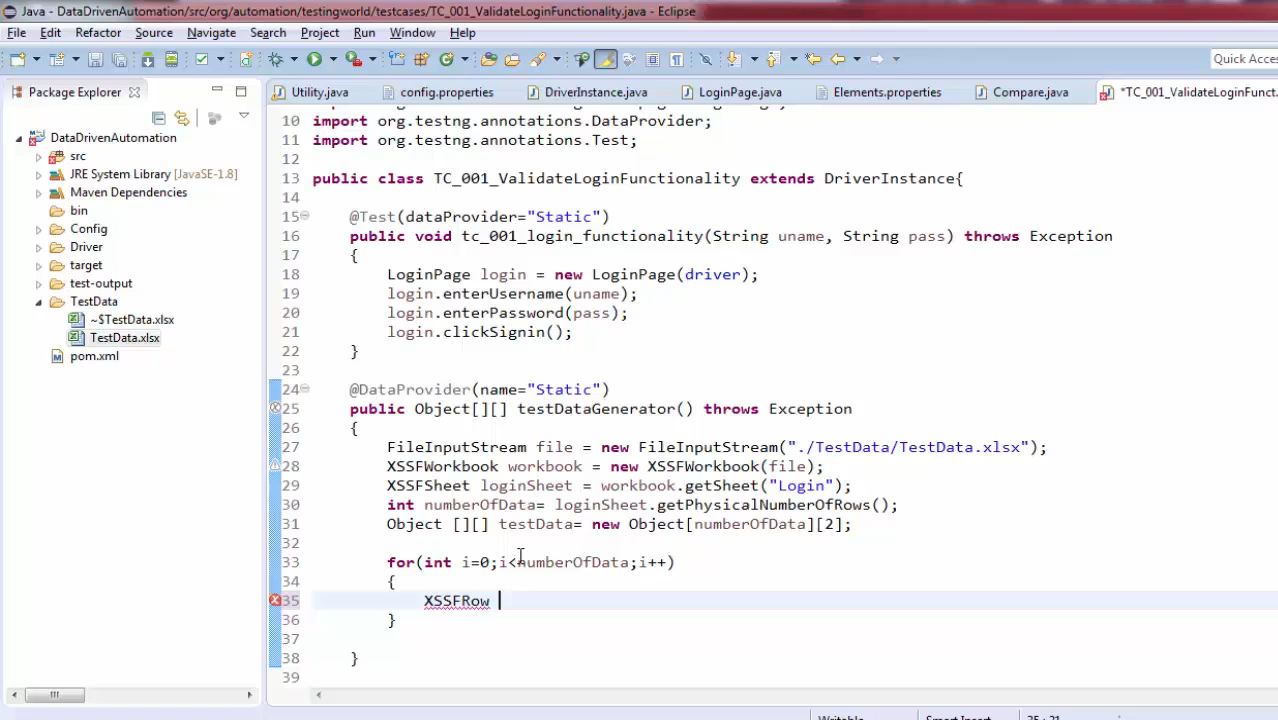 Java - DataDrivenAutomation/src/org/automation/testingworld/testcases/TC_001_ValidateLoginFunctionality.java - Eclipse
File Edit Refactor Source Navigate Search Project Run Window Help
Quick Acces
Package Explorer
Utility.java config.properties DriverInstance.java LoginPage.java Elements.properties Compare.java *TC_001_ValidateLoginFunct
DataDrivenAutomation
src
JRE System Library [JavaSE-1.8]
Maven Dependencies
bin
Config
Driver
target
test-output
TestData
~$TestData.xlsx
TestData.xlsx
pom.xml
10 import org.testng.annotations.DataProvider;
11 import org.testng.annotations.Test;
12
13 public class TC_001_ValidateLoginFunctionality extends DriverInstance{
14
15 @Test(dataProvider="Static")
16 public void tc_001_login_functionality(String uname, String pass) throws Exception
17 {
18 LoginPage login = new LoginPage(driver);
19 login.enterUsername(uname);
20 login.enterPassword(pass);
21 login.clickSignin();
22 }
23
24 @DataProvider(name="Static")
25 public Object[][] testDataGenerator() throws Exception
26 {
27 FileInputStream file = new FileInputStream("./TestData/TestData.xlsx");
28 XSSFWorkbook workbook = new XSSFWorkbook(file);
29 XSSFSheet loginSheet = workbook.getSheet("Login");
30 int numberOfData= loginSheet.getPhysicalNumberOfRows();
31 Object [][] testData= new Object[numberOfData][2];
32
33 for(int i=0;i<numberOfData;i++)
34 {
35 XSSFRow
36 }
37
38 }
39